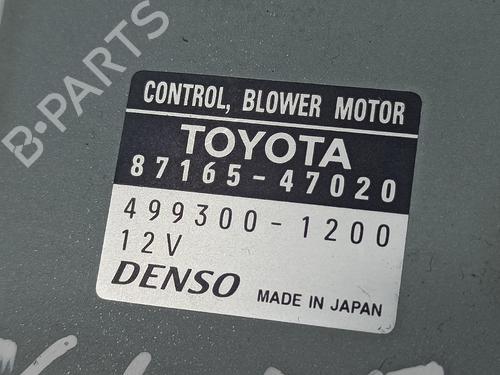 B-PARTS
CONTROL, BLOWER MOTOR
TOYOTA
87165-47020
499300-1200
12V
DENSO
MADE IN JAPAN